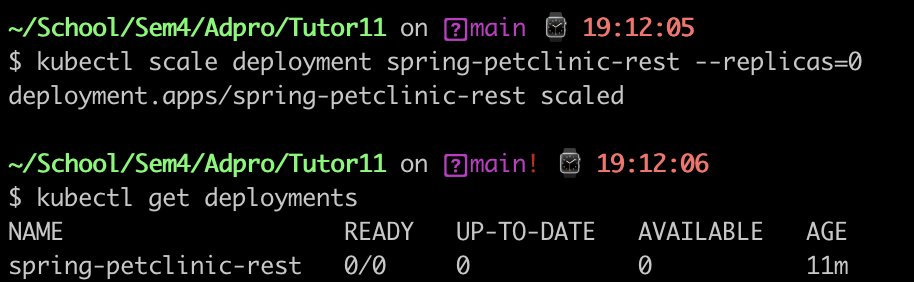 ~/School/Sem4/Adpro/Tutor11 on ?main ⌚ 19:12:05
$ kubectl scale deployment spring-petclinic-rest --replicas=0
deployment.apps/spring-petclinic-rest scaled
~/School/Sem4/Adpro/Tutor11 on ?main! ⌚ 19:12:06
$ kubectl get deployments
NAME READY UP-TO-DATE AVAILABLE AGE
spring-petclinic-rest 0/0 0 0 11m